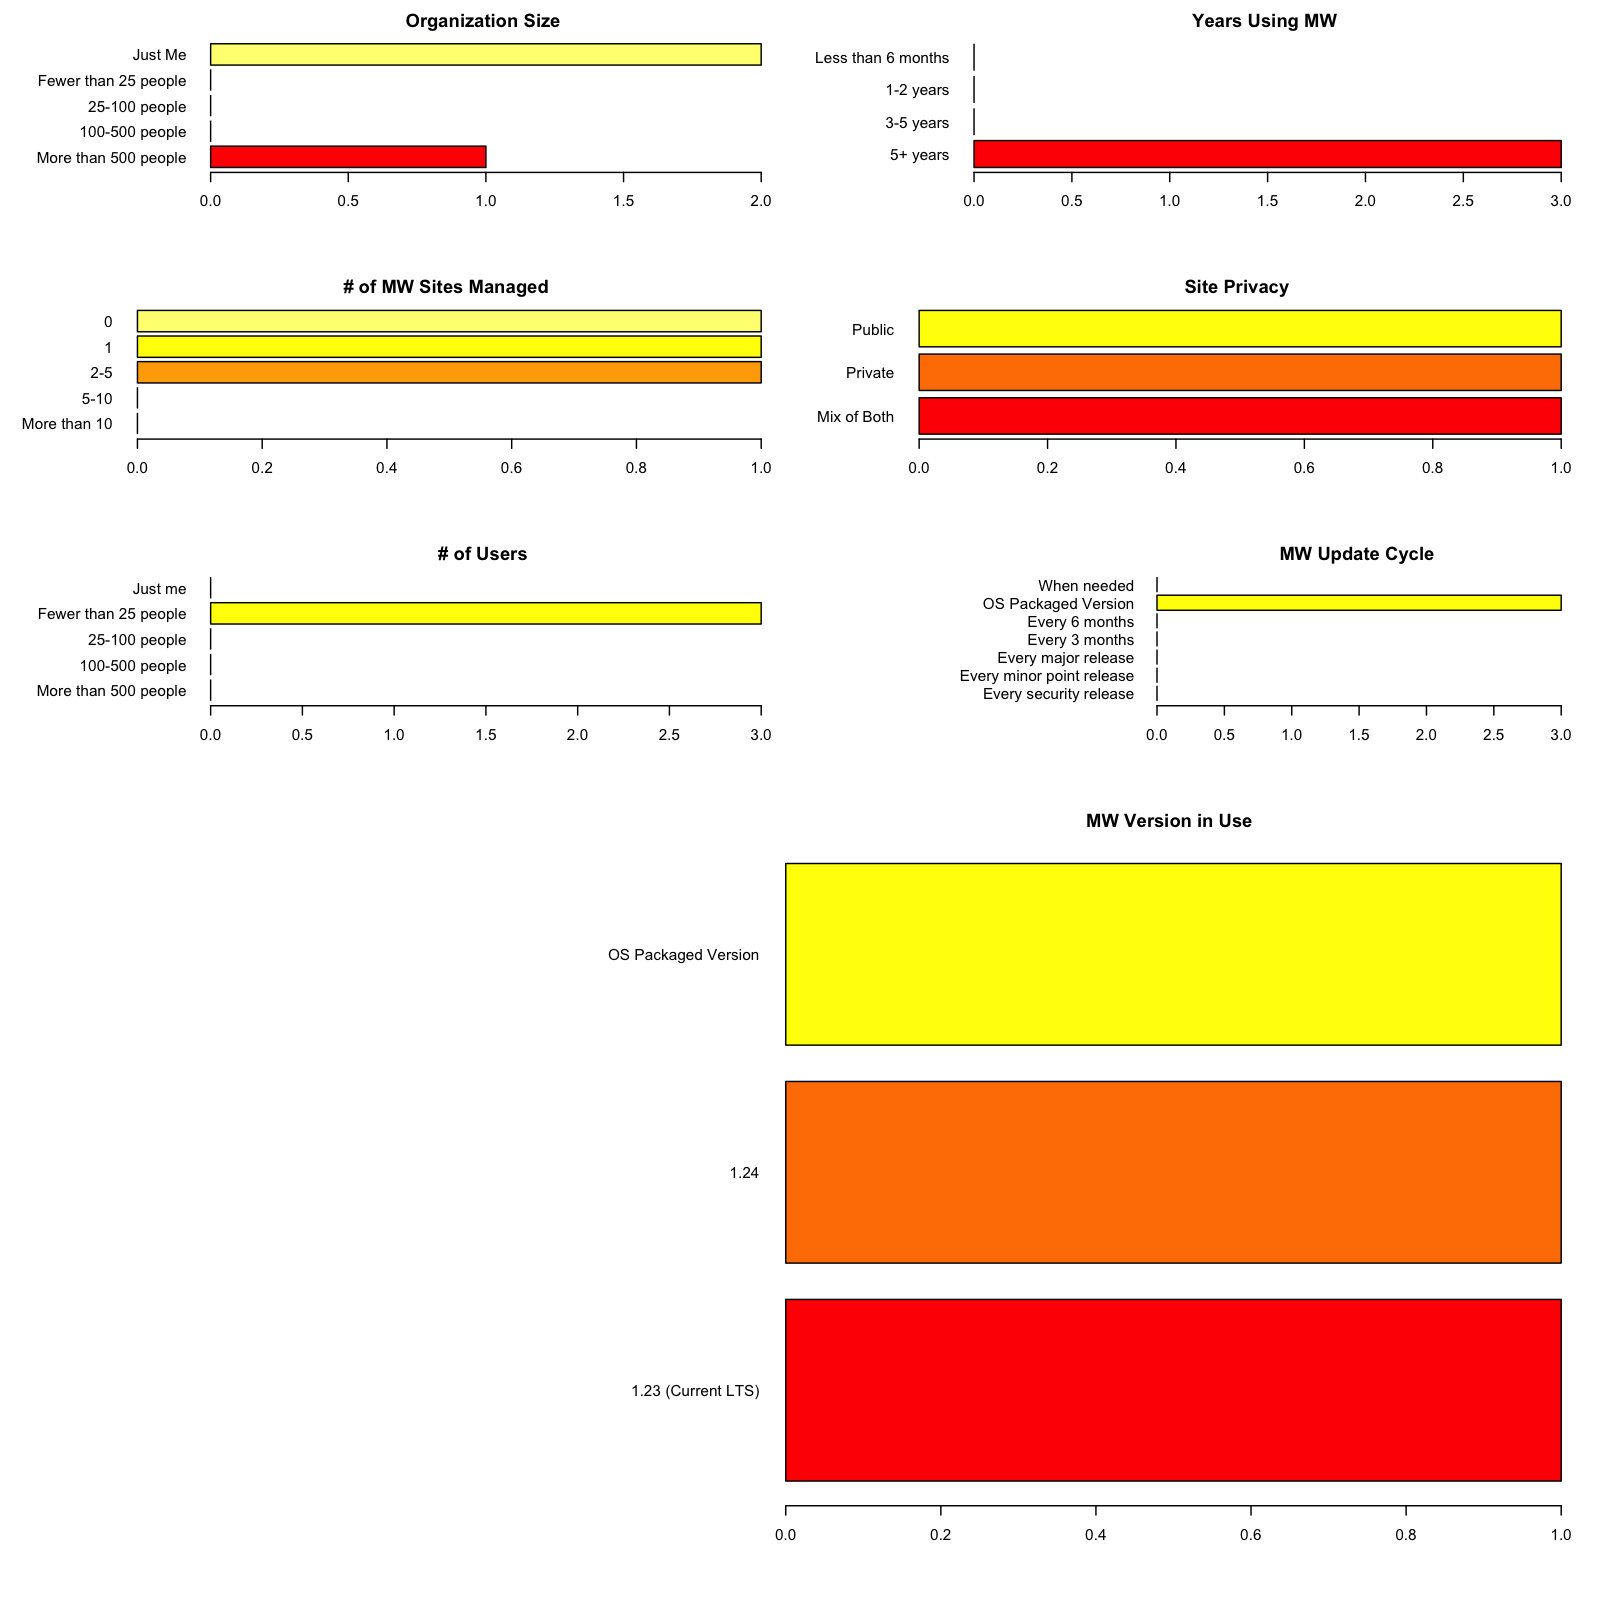 Organization Size
Just Me
Fewer than 25 people
25-100 people
100-500 people
More than 500 people
0.0 0.5 1.0 1.5 2.0
Years Using MW
Less than 6 months
1-2 years
3-5 years
5+ years
0.0 0.5 1.0 1.5 2.0 2.5 3.0
# of MW Sites Managed
0
1
2-5
5-10
More than 10
0.0 0.2 0.4 0.6 0.8 1.0
Site Privacy
Public
Private
Mix of Both
0.0 0.2 0.4 0.6 0.8 1.0
# of Users
Just me
Fewer than 25 people
25-100 people
100-500 people
More than 500 people
0.0 0.5 1.0 1.5 2.0 2.5 3.0
MW Update Cycle
When needed
OS Packaged Version
Every 6 months
Every 3 months
Every major release
Every minor point release
Every security release
0.0 0.5 1.0 1.5 2.0 2.5 3.0
MW Version in Use
OS Packaged Version
1.24
1.23 (Current LTS)
0.0 0.2 0.4 0.6 0.8 1.0